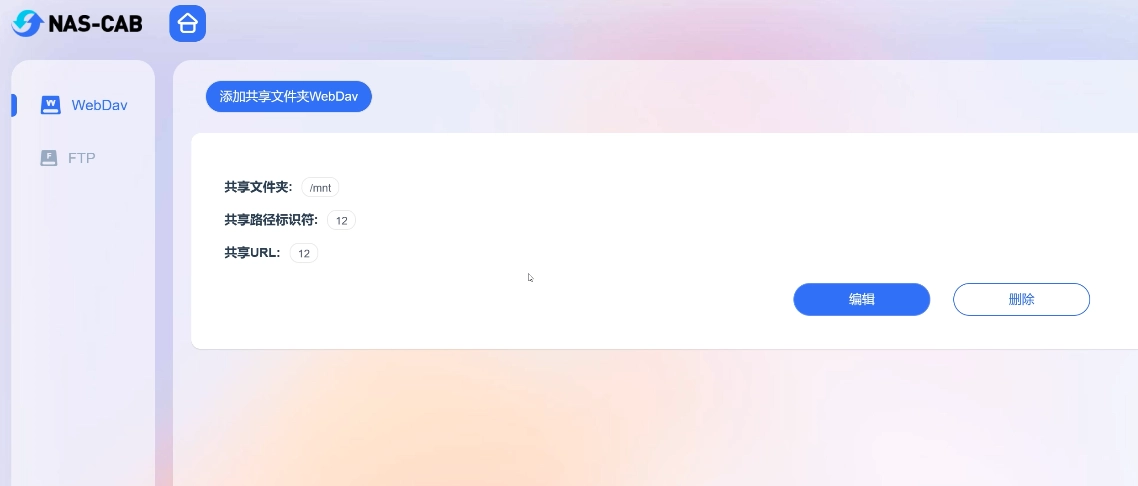 NAS-CAB
WebDav
FTP
添加共享文件夹WebDav
共享文件夹: /mnt
共享路径标识符: 12
共享URL: 12
编辑
删除